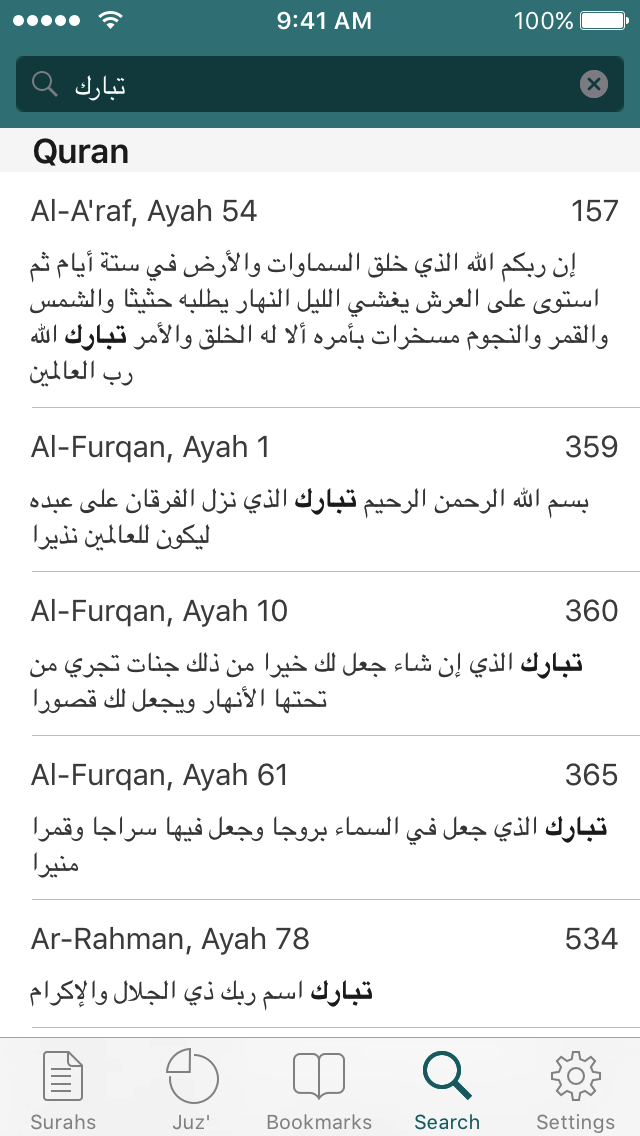 9:41 AM 100%
تبارك
Quran
Al-A'raf, Ayah 54 157
إن ربكم الله الذي خلق السماوات والأرض في ستة أيام ثم
استوى على العرش يغشي الليل النهار يطلبه حثيثا والشمس
والقمر والنجوم مسخرات بأمره ألا له الخلق والأمر تبارك الله
رب العالمين
Al-Furqan, Ayah 1 359
بسم الله الرحمن الرحيم تبارك الذي نزل الفرقان على عبده
ليكون للعالمين نذيرا
Al-Furqan, Ayah 10 360
تبارك الذي إن شاء جعل لك خيرا من ذلك جنات تجري من
تحتها الأنهار ويجعل لك قصورا
Al-Furqan, Ayah 61 365
تبارك الذي جعل في السماء بروجا وجعل فيها سراجا وقمرا
منيرا
Ar-Rahman, Ayah 78 534
تبارك اسم ربك ذي الجلال والإكرام
Surahs Juz' Bookmarks Search Settings